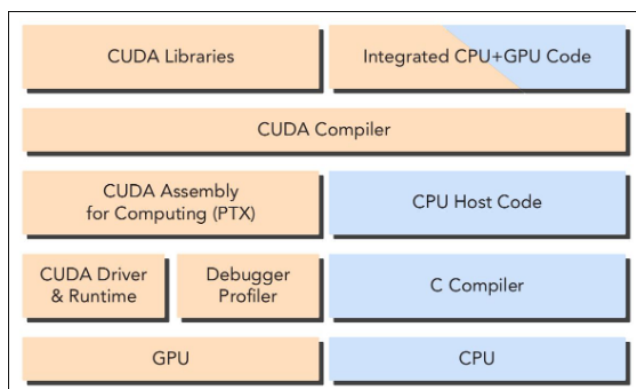 CUDA Libraries
Integrated CPU+GPU Code
CUDA Compiler
CUDA Assembly
for Computing (PTX)
CPU Host Code
CUDA Driver
& Runtime
Debugger
Profiler
C Compiler
GPU
CPU